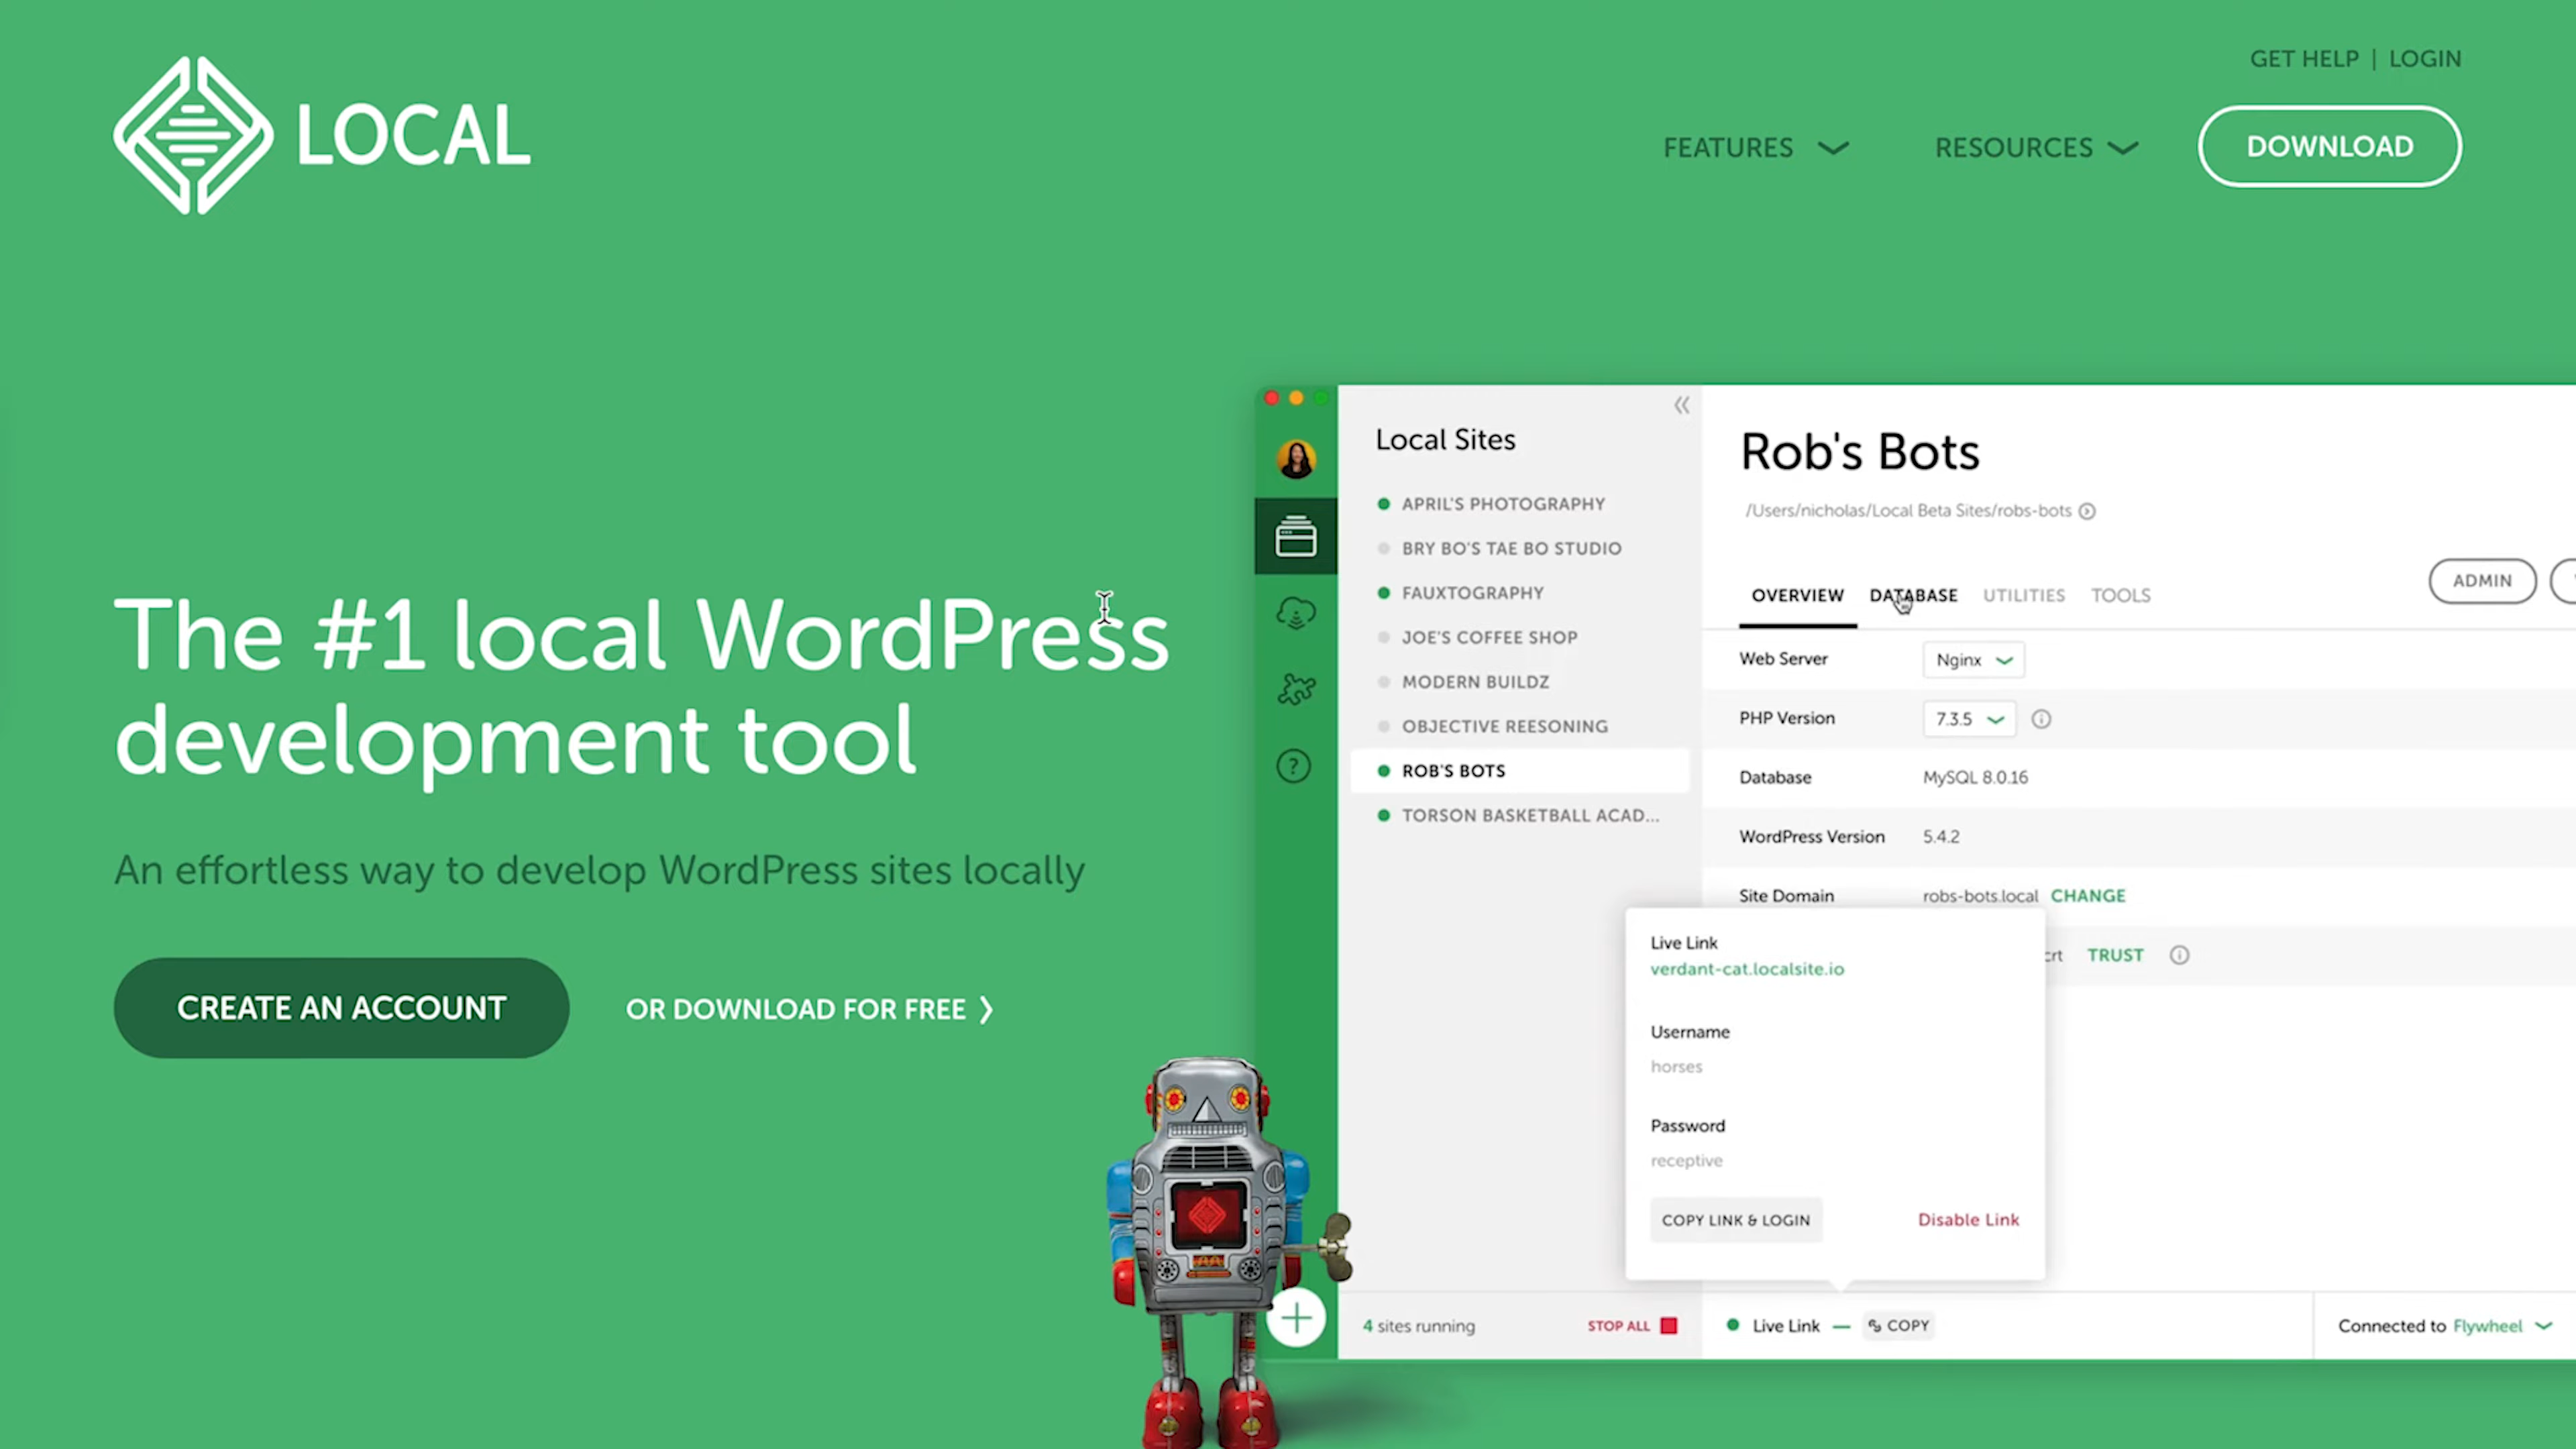 GET HELP | LOGIN
LOCAL
FEATURES
RESOURCES
DOWNLOAD
The #1 local WordPress
development tool
An effortless way to develop WordPress sites locally
CREATE AN ACCOUNT
OR DOWNLOAD FOR FREE ❯
Local Sites
APRIL'S PHOTOGRAPHY
BRY BO'S TAE BO STUDIO
FAUXTOGRAPHY
JOE'S COFFEE SHOP
MODERN BUILDZ
OBJECTIVE REESONING
ROB'S BOTS
TORSON BASKETBALL ACAD...
4 sites running
STOP ALL
Rob's Bots
/Users/nicholas/Local Beta Sites/robs-bots
ADMIN
OVERVIEW DATABASE UTILITIES TOOLS
Web Server Nginx
PHP Version 7.3.5
Database MySQL 8.0.16
WordPress Version 5.4.2
Site Domain robs-bots.local CHANGE
crt TRUST
Live Link
verdant-cat.localsite.io
Username
horses
Password
receptive
COPY LINK & LOGIN
Disable Link
Live Link
COPY
Connected to Flywheel